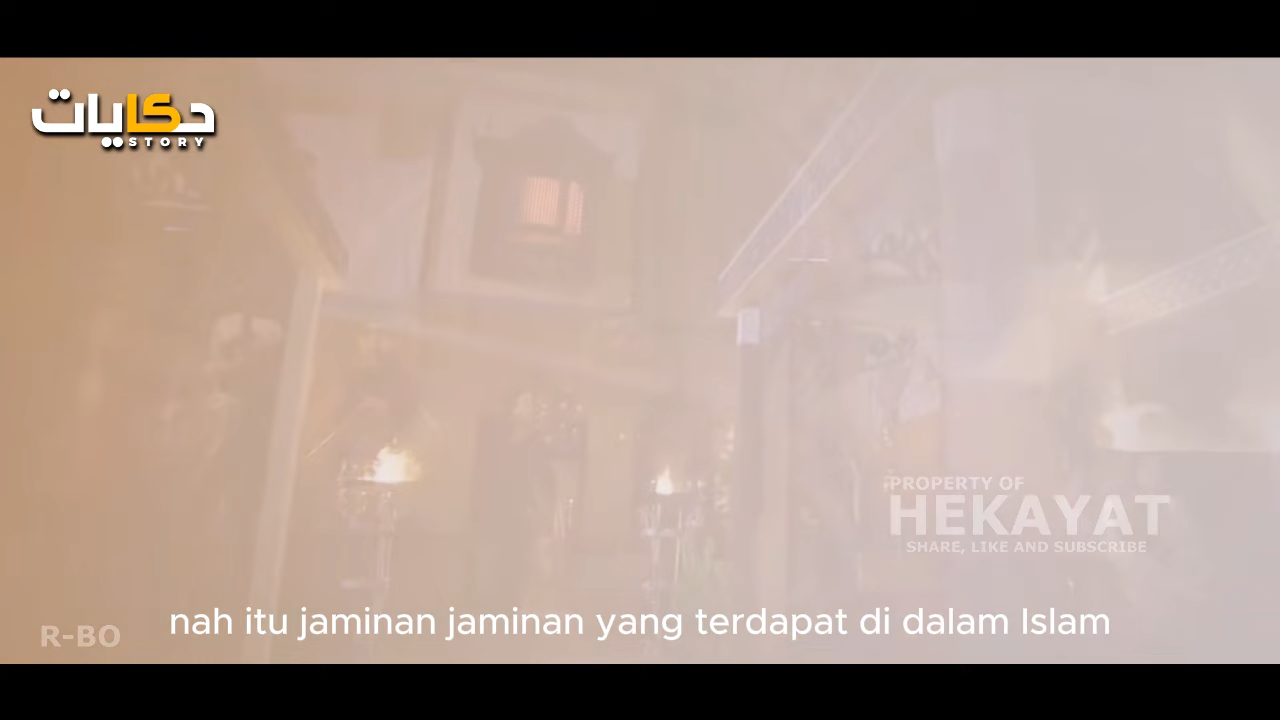 حكايات
STORY
PROPERTY OF
HEKAYAT
SHARE, LIKE AND SUBSCRIBE
nah itu jaminan jaminan yang terdapat di dalam Islam
R-BO